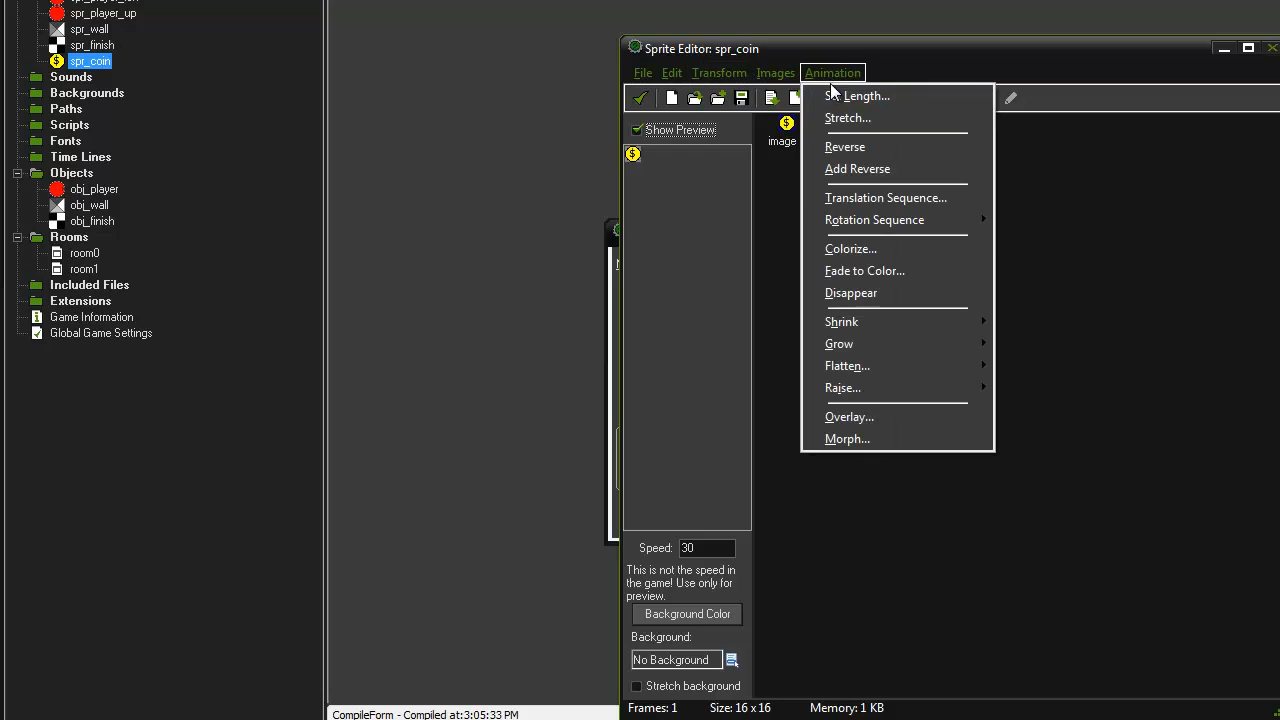 spr_player_up
spr_wall
spr_finish
spr_coin
Sounds
Backgrounds
Paths
Scripts
Fonts
Time Lines
Objects
obj_player
obj_wall
obj_finish
Rooms
room0
room1
Included Files
Extensions
Game Information
Global Game Settings
Sprite Editor: spr_coin
File Edit Transform Images Animation
Show Preview
image
Length...
Stretch...
Reverse
Add Reverse
Translation Sequence...
Rotation Sequence
Colorize...
Fade to Color...
Disappear
Shrink
Grow
Flatten...
Raise...
Overlay...
Morph...
Speed: 30
This is not the speed in
the game! Use only for
preview.
Background Color
Background:
No Background
Stretch background
Frames: 1 Size: 16 x 16 Memory: 1 KB
CompileForm - Compiled at:3:05:33 PM